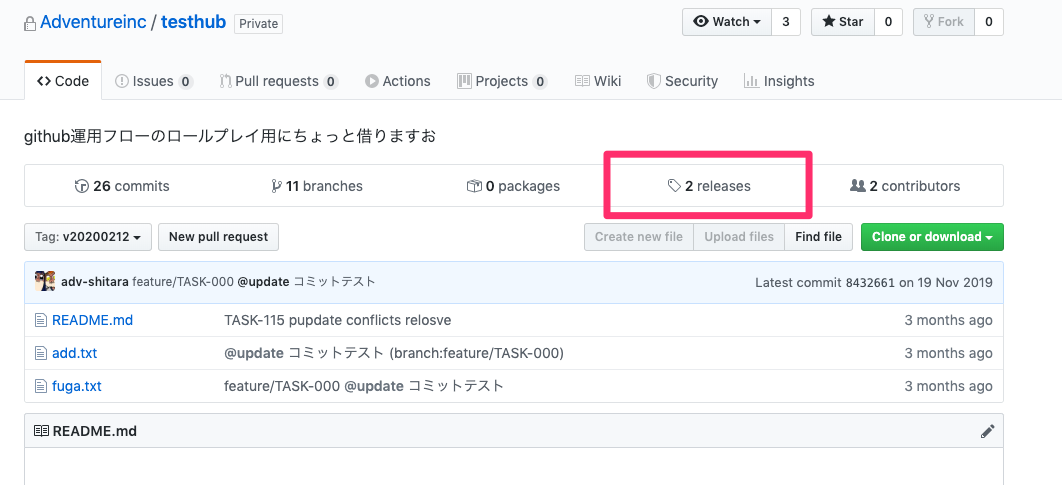 Adventureinc / testhub Private Watch 3 Star 0 Fork 0
Code Issues 0 Pull requests 0 Actions Projects 0 Wiki Security Insights
github運用フローのロールプレイ用にちょっと借りますお
26 commits 11 branches 0 packages 2 releases 2 contributors
Tag: v20200212 New pull request Create new file Upload files Find file Clone or download
adv-shitara feature/TASK-000 @update コミットテスト Latest commit 8432661 on 19 Nov 2019
README.md TASK-115 pupdate conflicts relosve 3 months ago
add.txt @update コミットテスト (branch:feature/TASK-000) 3 months ago
fuga.txt feature/TASK-000 @update コミットテスト 3 months ago
README.md